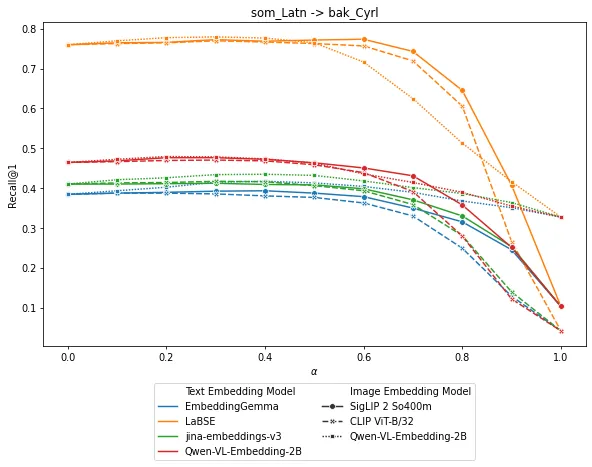 som_Latn -> bak_Cyrl
Recall@1
0.8
0.7
0.6
0.5
0.4
0.3
0.2
0.1
0.0 0.2 0.4 0.6 0.8 1.0
α
Text Embedding Model
EmbeddingGemma
LaBSE
jina-embeddings-v3
Qwen-VL-Embedding-2B
Image Embedding Model
SigLIP 2 So400m
CLIP ViT-B/32
Qwen-VL-Embedding-2B